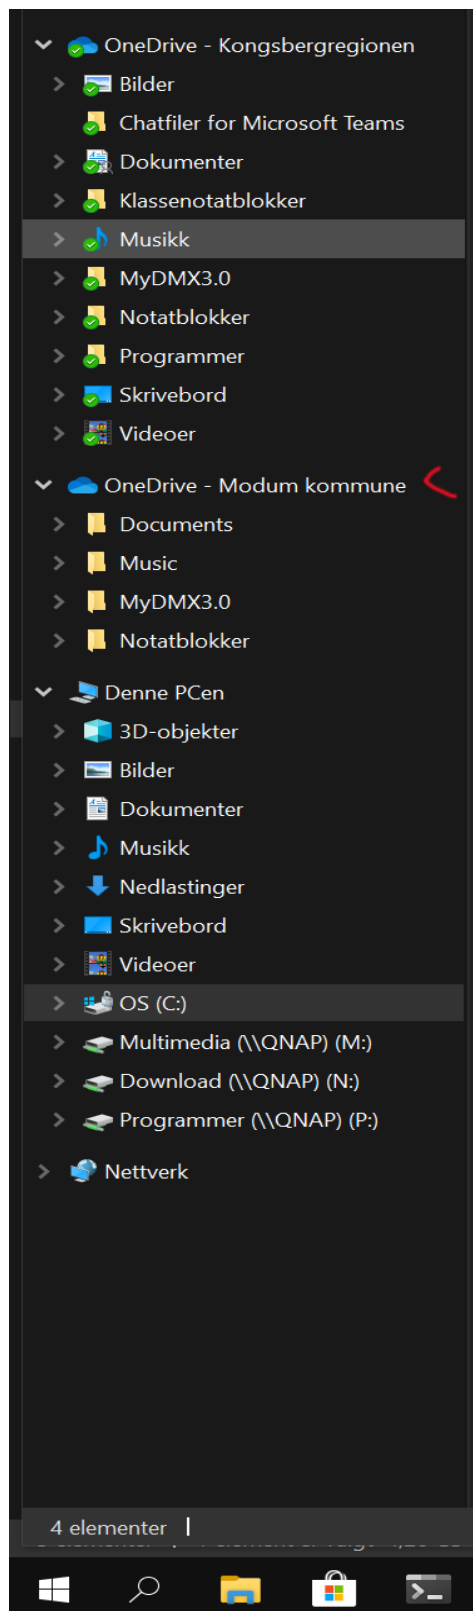 OneDrive - Kongsbergregionen
Bilder
Chatfiler for Microsoft Teams
Dokumenter
Klassenotatblokker
Musikk
MyDMX3.0
Notatblokker
Programmer
Skrivebord
Videoer
OneDrive - Modum kommune
Documents
Music
MyDMX3.0
Notatblokker
Denne PCen
3D-objekter
Bilder
Dokumenter
Musikk
Nedlastinger
Skrivebord
Videoer
OS (C:)
Multimedia (\\QNAP) (M:)
Download (\\QNAP) (N:)
Programmer (\\QNAP) (P:)
Nettverk
4 elementer